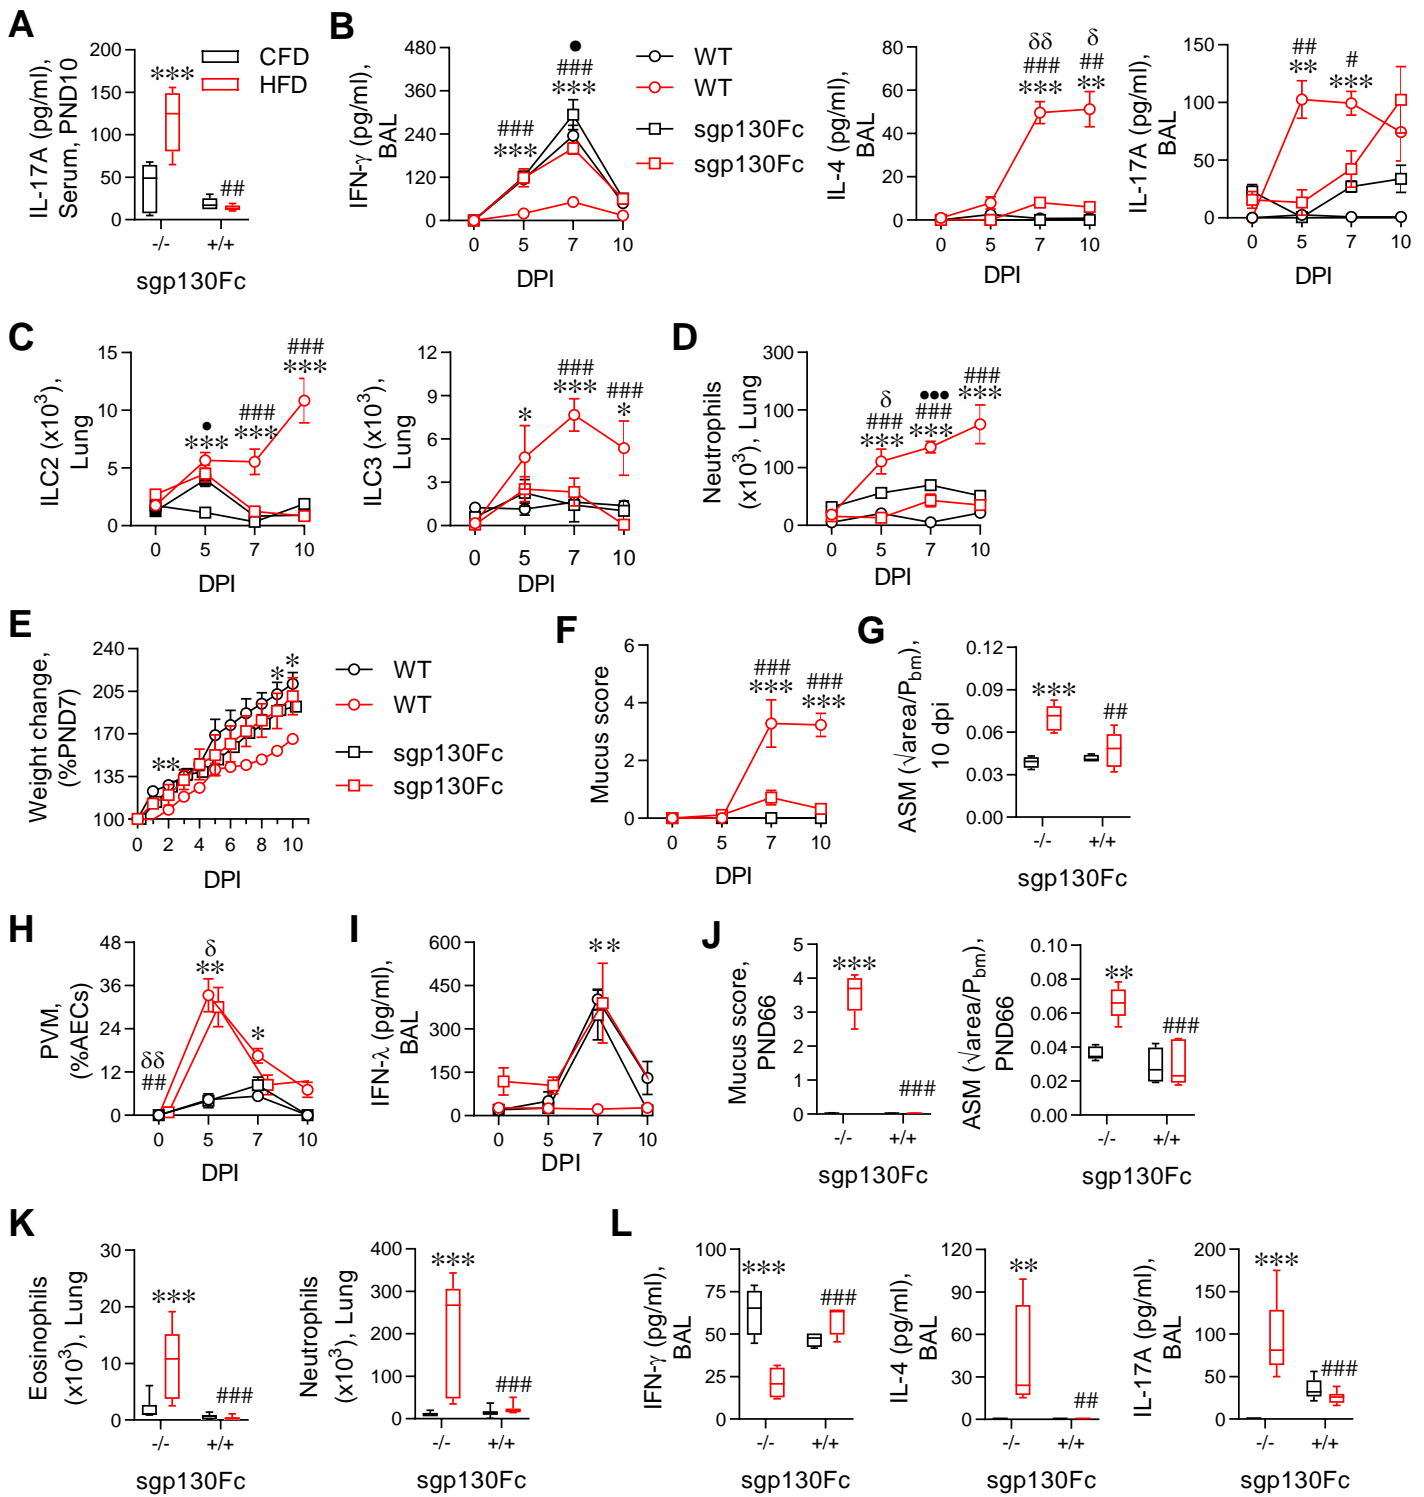 A
IL-17A (pg/ml),
Serum, PND10
200
150
100
50
0
***
##
CFD
HFD
-/-
+/+
sgp130Fc
B
IFN-γ (pg/ml),
BAL
480
360
240
120
0
###
***
●
###
***
0
5
7
10
DPI
WT
WT
sgp130Fc
sgp130Fc
IL-4 (pg/ml),
BAL
80
60
40
20
0
δδ
###
***
δ
##
**
0
5
7
10
DPI
IL-17A (pg/ml),
BAL
150
100
50
0
##
**
#
***
0
5
7
10
DPI
C
ILC2 (x10³),
Lung
15
10
5
0
●
***
###
***
###
***
0
5
7
10
DPI
ILC3 (x10³),
Lung
12
9
6
3
0
*
###
***
###
*
0
5
7
10
DPI
D
Neutrophils
(x10³), Lung
300
100
100
0
δ
###
***
●●●
###
***
###
***
0
5
7
10
DPI
E
Weight change,
(%PND7)
240
205
170
135
100
**
*
*
0
2
4
6
8
10
DPI
WT
WT
sgp130Fc
sgp130Fc
F
Mucus score
6
4
2
0
###
***
###
***
0
5
7
10
DPI
G
ASM (√area/Pbm),
10 dpi
0.12
0.09
0.06
0.03
0.00
***
##
-/-
+/+
sgp130Fc
H
PVM,
(%AECs)
48
36
24
12
0
δδ
##
δ
**
*
0
5
7
10
DPI
I
IFN-λ (pg/ml),
BAL
600
450
300
150
0
**
0
5
7
10
DPI
J
Mucus score,
PND66
5
4
3
2
1
0
***
###
-/-
+/+
sgp130Fc
ASM (√area/Pbm),
PND66
0.10
0.08
0.06
0.04
0.02
0.00
**
###
-/-
+/+
sgp130Fc
K
Eosinophils
(x10³), Lung
30
20
10
0
***
###
-/-
+/+
sgp130Fc
Neutrophils
(x10³), Lung
400
300
200
100
0
***
###
-/-
+/+
sgp130Fc
L
IFN-γ (pg/ml),
BAL
100
75
50
25
0
***
###
-/-
+/+
sgp130Fc
IL-4 (pg/ml),
BAL
120
90
60
30
0
**
##
-/-
+/+
sgp130Fc
IL-17A (pg/ml),
BAL
200
150
100
50
0
***
###
-/-
+/+
sgp130Fc